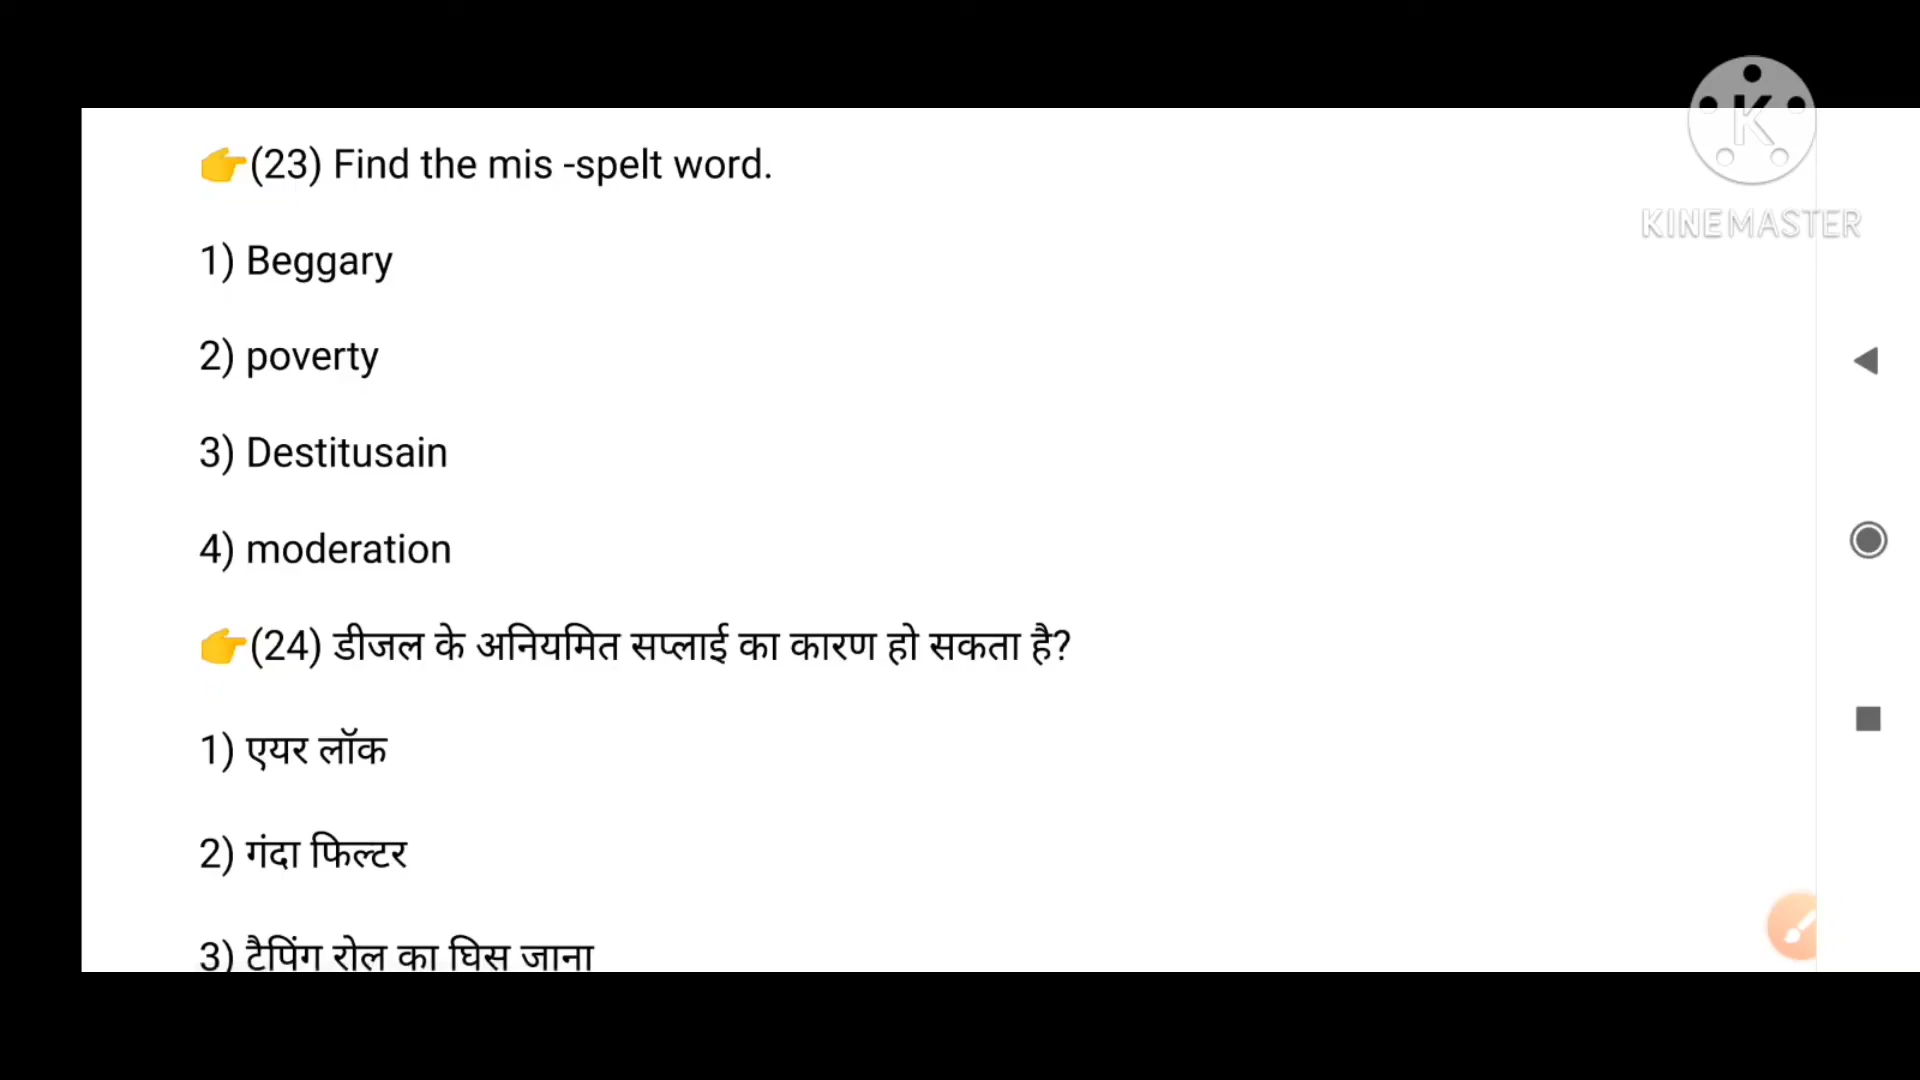 👉(23) Find the mis -spelt word.
1) Beggary
2) poverty
3) Destitusain
4) moderation
👉(24) डीजल के अनियमित सप्लाई का कारण हो सकता है?
1) एयर लॉक
2) गंदा फिल्टर
3) टैपिंग रोल का घिस जाना
K
KINEMASTER